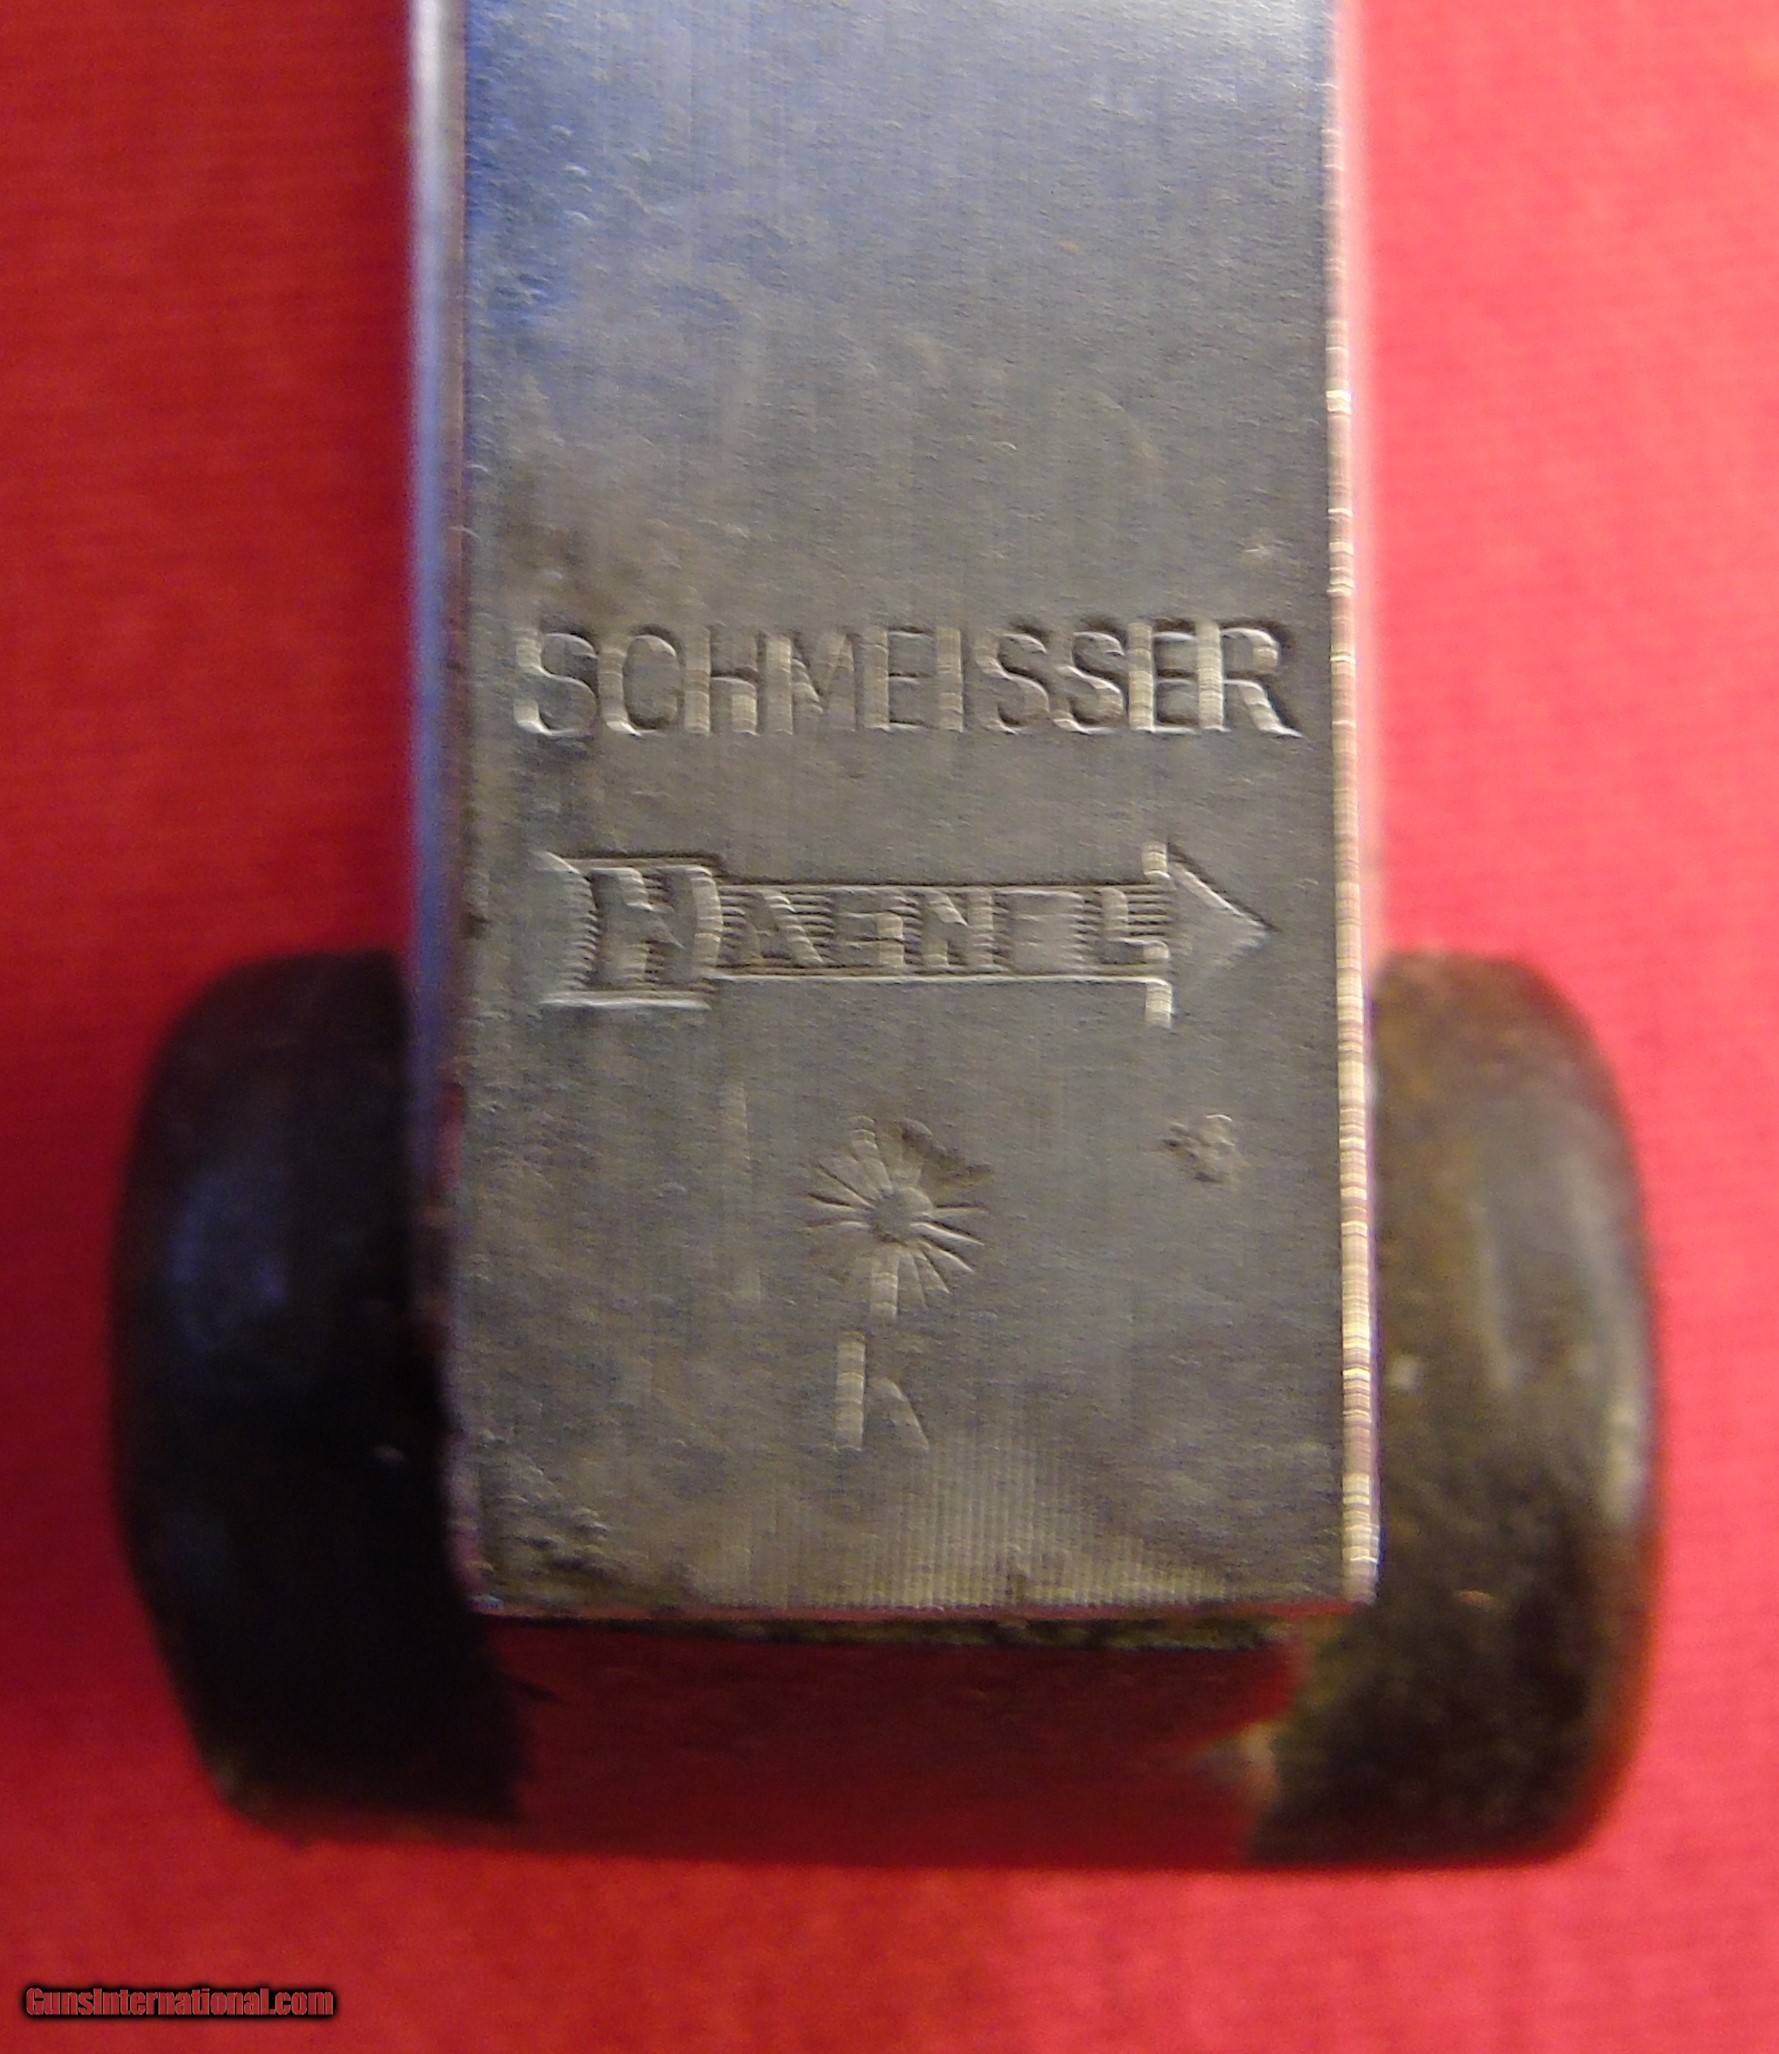 SCHMEISSER
HAENEL
K
GunsInternational.com